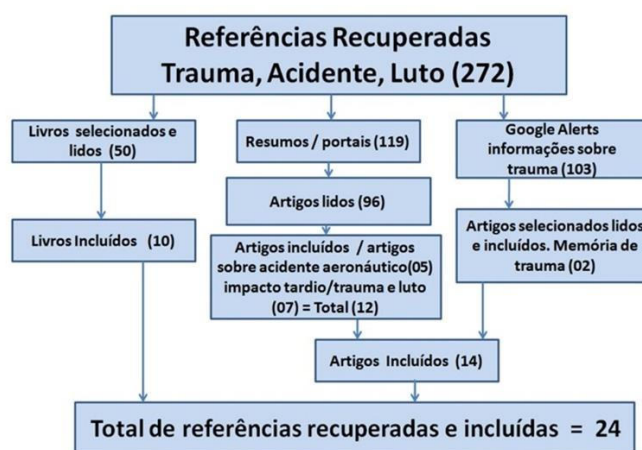 Referências Recuperadas
Trauma, Acidente, Luto (272)
Livros selecionados e
lidos (50)
Resumos / portais (119)
Google Alerts
informações sobre
trauma (103)
Artigos lidos (96)
Livros Incluídos (10)
Artigos incluídos / artigos
sobre acidente aeronáutico(05)
impacto tardio/trauma e luto
(07) = Total (12)
Artigos selecionados lidos
e incluídos. Memória de
trauma (02)
Artigos Incluídos (14)
Total de referências recuperadas e incluídas = 24